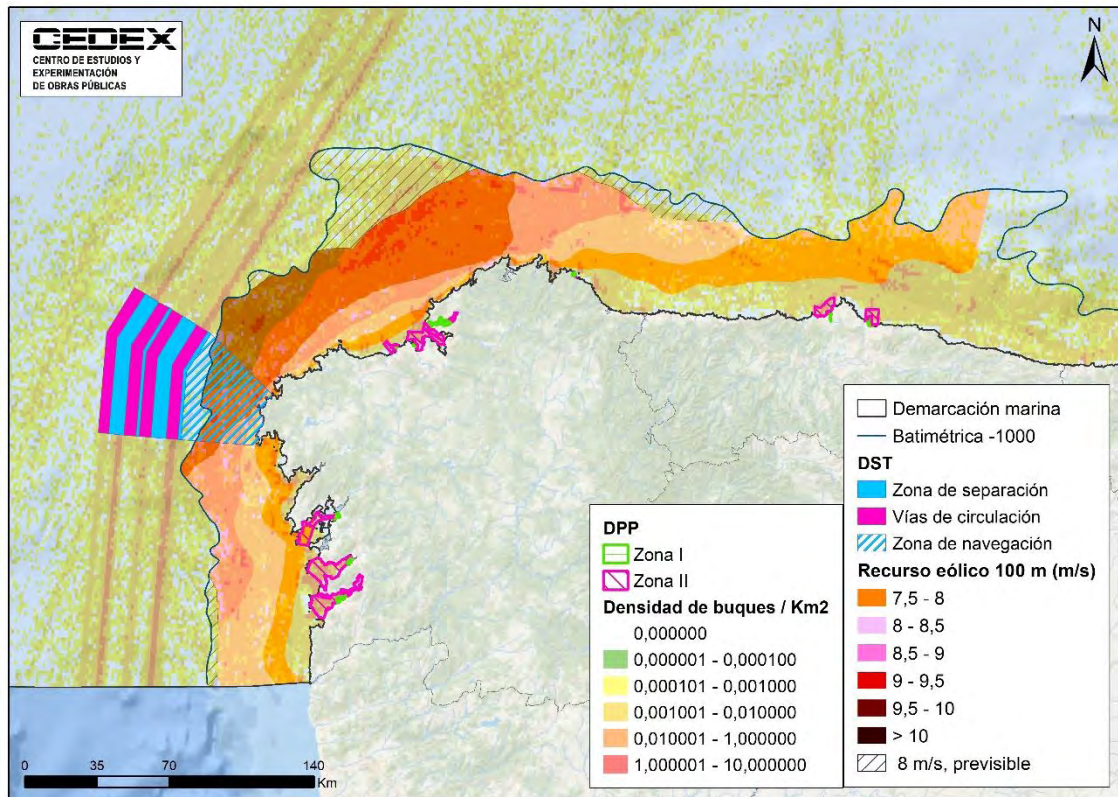 CEDEX
CENTRO DE ESTUDIOS Y
EXPERIMENTACIÓN
DE OBRAS PÚBLICAS
N
DPP
Zona I
Zona II
Densidad de buques / Km2
0,000000
0,000001 - 0,000100
0,000101 - 0,001000
0,001001 - 0,010000
0,010001 - 1,000000
1,000001 - 10,000000
Demarcación marina
Batimétrica -1000
DST
Zona de separación
Vías de circulación
Zona de navegación
Recurso eólico 100 m (m/s)
7,5 - 8
8 - 8,5
8,5 - 9
9 - 9,5
9,5 - 10
> 10
8 m/s, previsible
0 35 70 140
Km